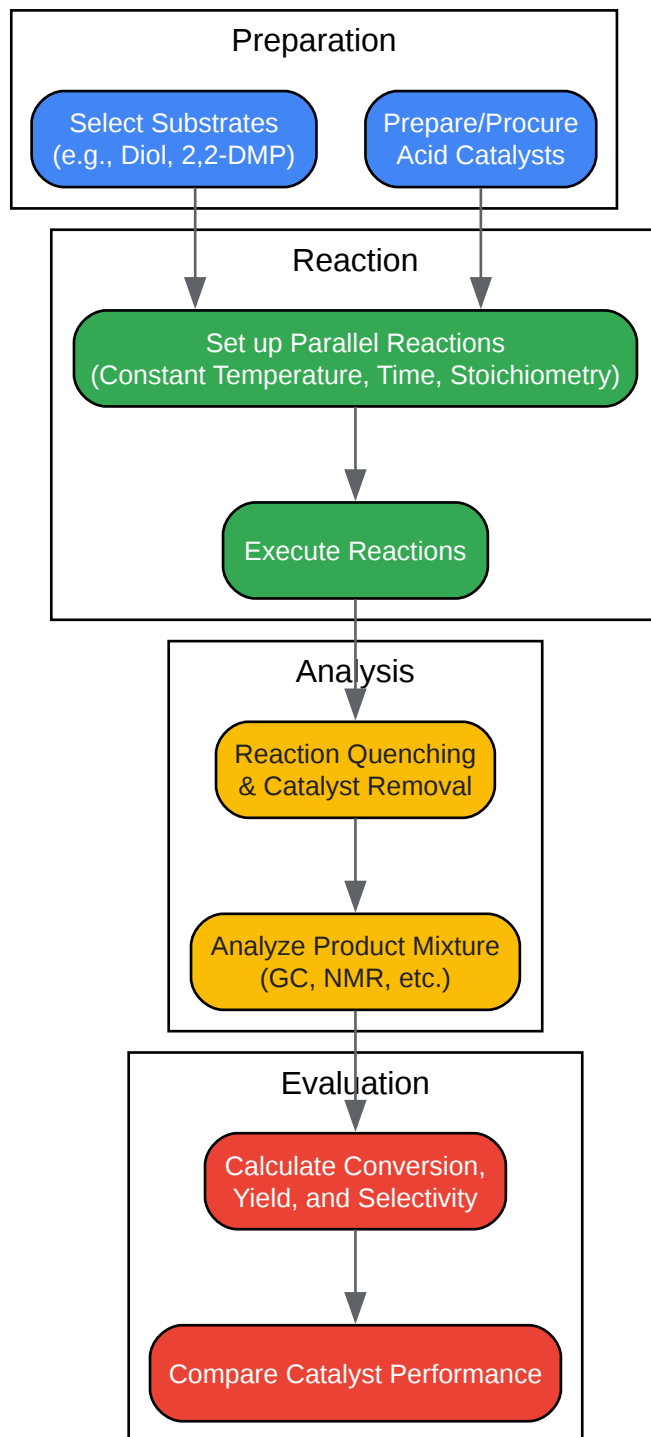 Preparation
Select Substrates
(e.g., Diol, 2,2-DMP)
Prepare/Procure
Acid Catalysts
Reaction
Set up Parallel Reactions
(Constant Temperature, Time, Stoichiometry)
Execute Reactions
Analysis
Reaction Quenching
& Catalyst Removal
Analyze Product Mixture
(GC, NMR, etc.)
Evaluation
Calculate Conversion,
Yield, and Selectivity
Compare Catalyst Performance